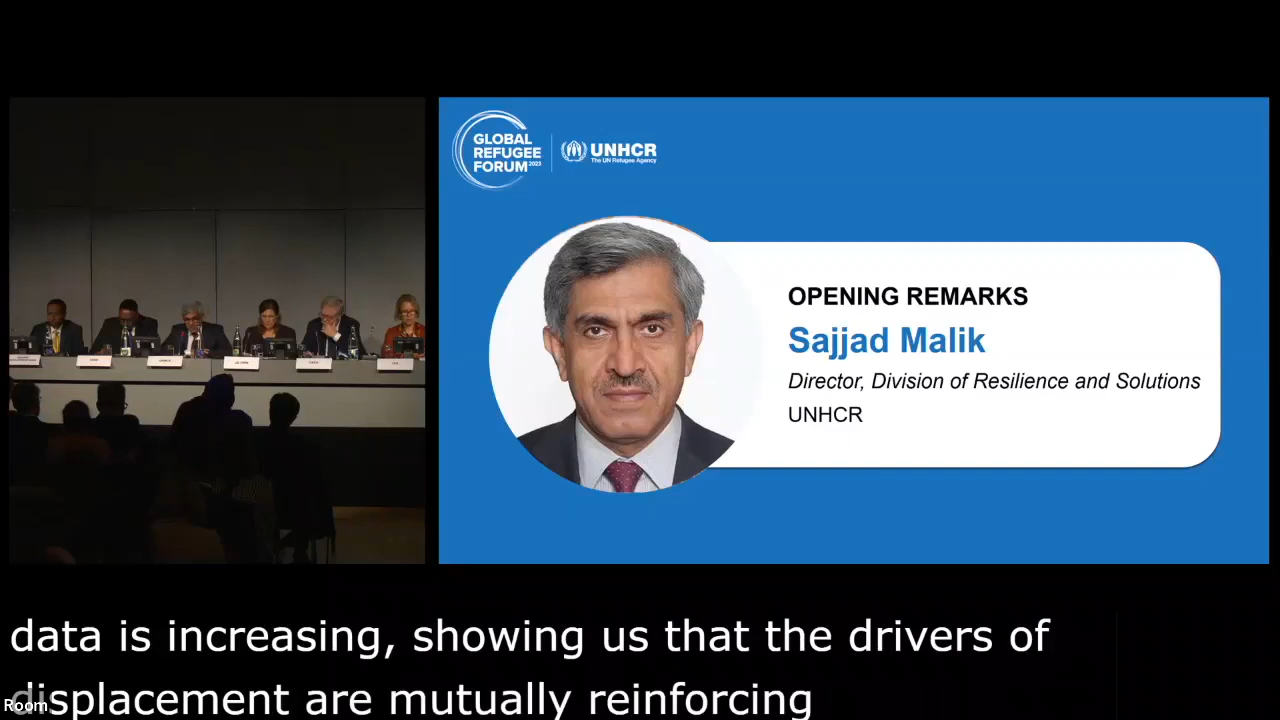 GLOBAL
REFUGEE
FORUM 2023
UNHCR
The UN Refugee Agency
OPENING REMARKS
Sajjad Malik
Director, Division of Resilience and Solutions
UNHCR
data is increasing, showing us that the drivers of
displacement are mutually reinforcing
Room